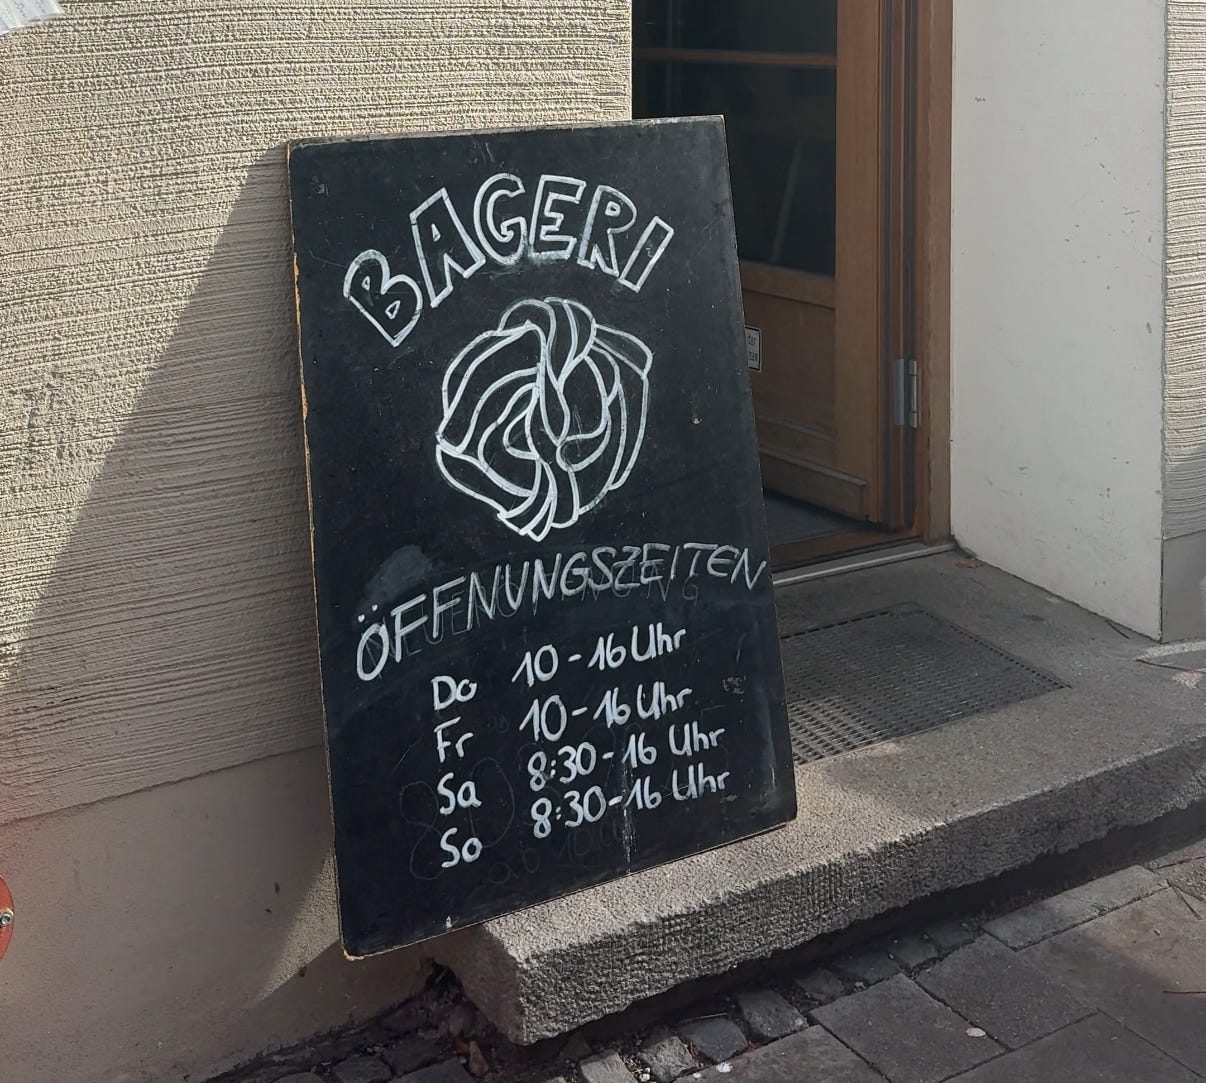 BAGERI
ÖFFNUNGSZEITEN
Do 10-16 Uhr
Fr 10-16 Uhr
Sa 8:30-16 Uhr
So 8:30-16 Uhr